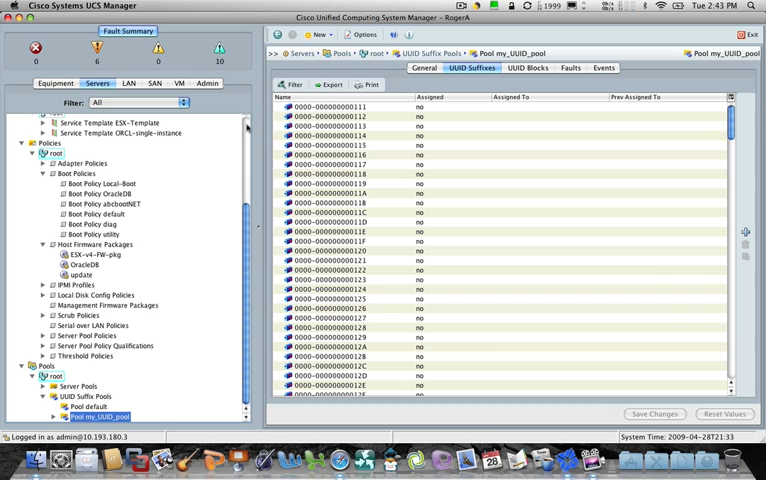 Cisco Systems UCS Manager
1999
Tue 2:43 PM
Cisco Unified Computing System Manager - RogerA
Fault Summary
0 6 0 10
Equipment Servers LAN SAN VM Admin
Filter: All
Service Template ESX-Template
Service Template ORCL-single-instance
Policies
root
Adapter Policies
Boot Policies
Boot Policy Local-Boot
Boot Policy OracleDB
Boot Policy abcbootNET
Boot Policy default
Boot Policy diag
Boot Policy utility
Host Firmware Packages
ESX-v4-FW-pkg
OracleDB
update
IPMI Profiles
Local Disk Config Policies
Management Firmware Packages
Scrub Policies
Serial over LAN Policies
Server Pool Policies
Server Pool Policy Qualifications
Threshold Policies
Pools
root
Server Pools
UUID Suffix Pools
Pool default
Pool my_UUID_pool
New Options Exit
>> Servers Pools root UUID Suffix Pools Pool my_UUID_pool Pool my_UUID_pool
General UUID Suffixes UUID Blocks Faults Events
Filter Export Print
Name Assigned Assigned To Prev Assigned To
0000-000000000111 no
0000-000000000112 no
0000-000000000113 no
0000-000000000114 no
0000-000000000115 no
0000-000000000116 no
0000-000000000117 no
0000-000000000118 no
0000-000000000119 no
0000-00000000011A no
0000-00000000011B no
0000-00000000011C no
0000-00000000011D no
0000-00000000011E no
0000-00000000011F no
0000-000000000120 no
0000-000000000121 no
0000-000000000122 no
0000-000000000123 no
0000-000000000124 no
0000-000000000125 no
0000-000000000126 no
0000-000000000127 no
0000-000000000128 no
0000-000000000129 no
0000-00000000012A no
0000-00000000012B no
0000-00000000012C no
0000-00000000012D no
0000-00000000012E no
Save Changes Reset Values
Logged in as admin@10.193.180.3
System Time: 2009-04-28T21:33
28